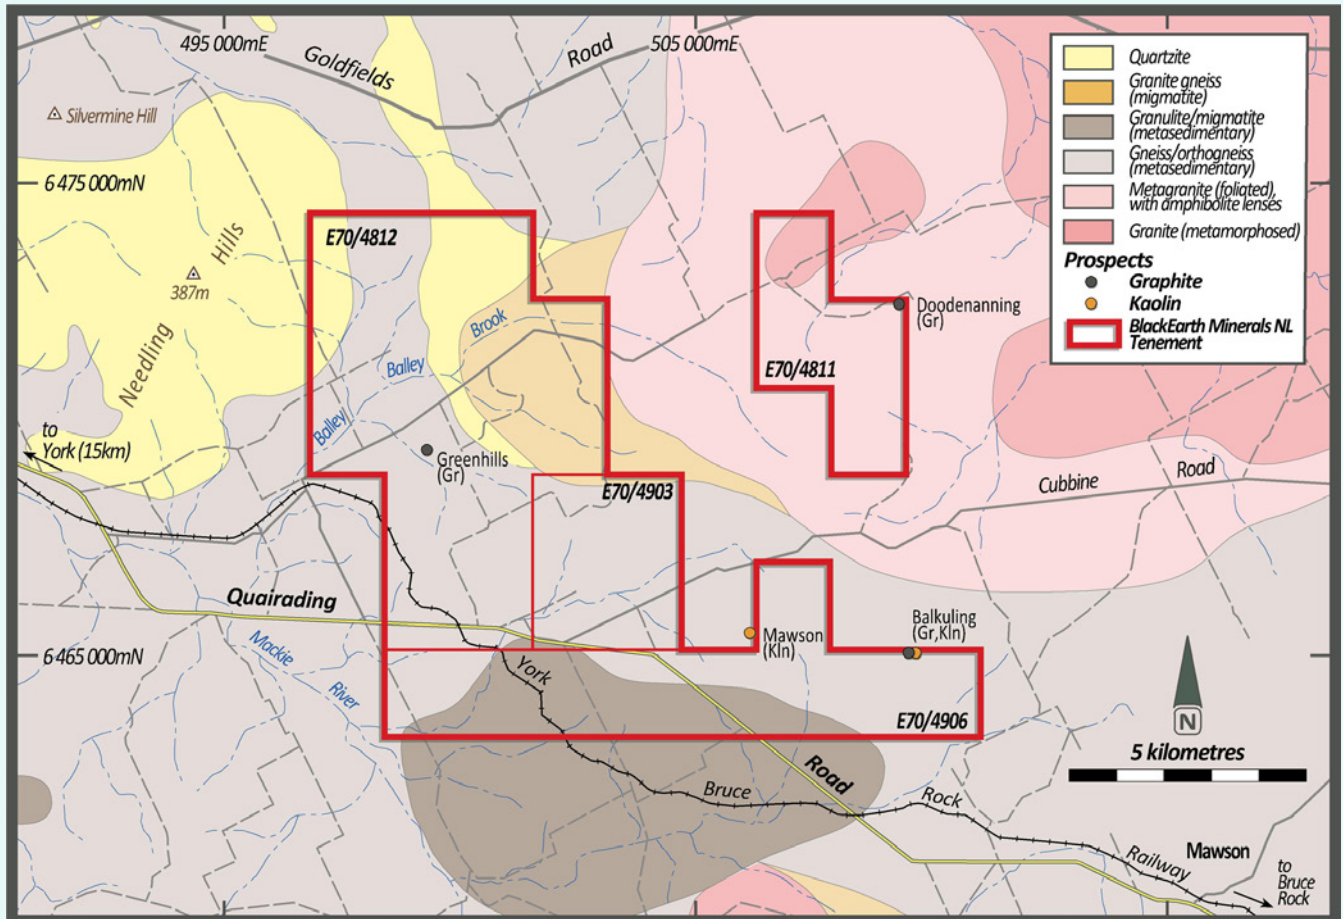 495 000mE
505 000mE
Goldfields
Road
Silvermine Hill
6 475 000mN
Needling
Hills
387m
E70/4812
Brook
Balley
Balley
Greenhills
(Gr)
to
York (15km)
E70/4903
E70/4811
Doodenanning
(Gr)
Cubbine
Road
Quairading
Mackie
River
6 465 000mN
York
Mawson
(Kln)
Balkuling
(Gr,Kln)
E70/4906
Road
Bruce
Rock
Railway
Mawson
to
Bruce
Rock
Quartzite
Granite gneiss
(migmatite)
Granulite/migmatite
(metasedimentary)
Gneiss/orthogneiss
(metasedimentary)
Metagranite (foliated),
with amphibolite lenses
Granite (metamorphosed)
Prospects
Graphite
Kaolin
BlackEarth Minerals NL
Tenement
N
5 kilometres